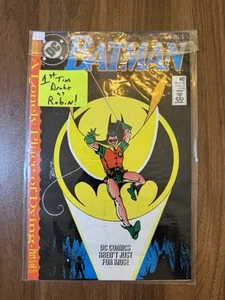 DC
BATMAN
1st Tim
Drake
as
Robin!
A Lonely Place of Dying
DC COMICS
AREN'T JUST
FOR KIDS!